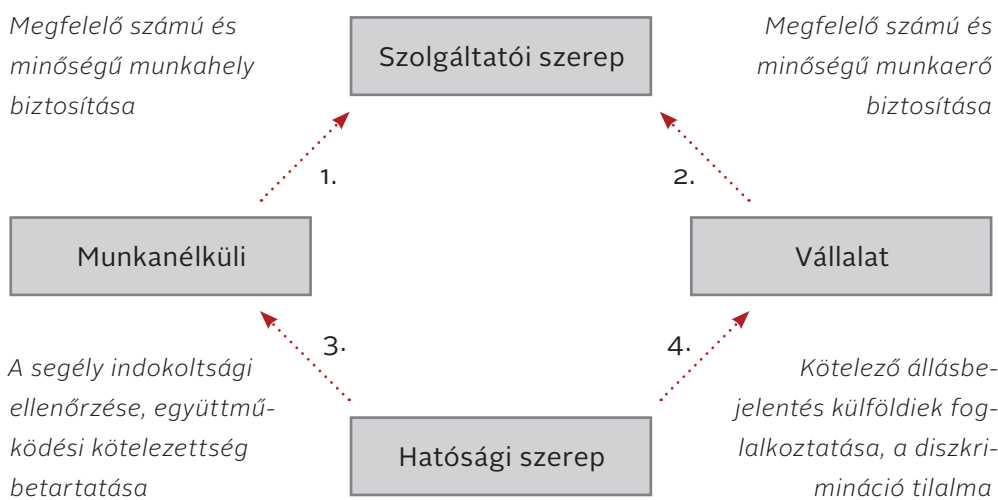 Megfelelő számú és
minőségű munkahely
biztosítása
Szolgáltatói szerep
Megfelelő számú és
minőségű munkaerő
biztosítása
1.
2.
Munkanélküli
Vállalat
3.
4.
A segély indokoltsági
ellenőrzése, együttmű-
ködési kötelezettség
betartatása
Hatósági szerep
Kötelező állásbe-
jelentés külföldiek fog-
lalkoztatása, a diszkri-
mináció tilalma